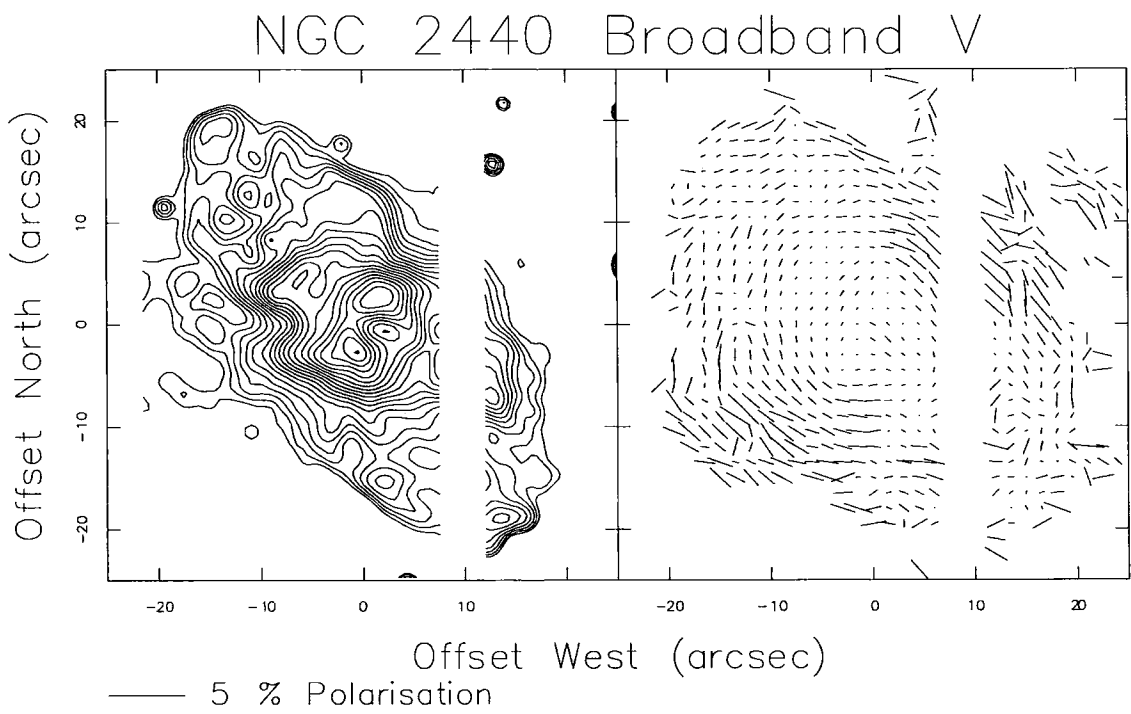 NGC 2440 Broadband V
Offset North (arcsec)
20
10
0
-10
-20
-20 -10 0 10
-20 -10 0 10 20
Offset West (arcsec)
5 % Polarisation